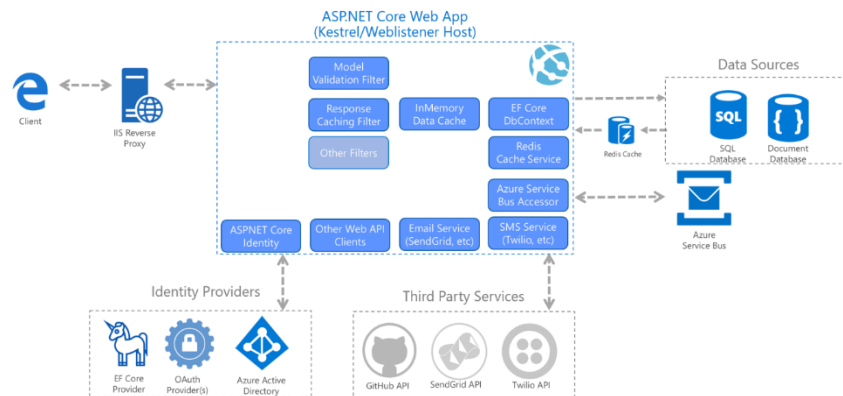 ASP.NET Core Web App
(Kestrel/Weblistener Host)
Model
Validation Filter
Data Sources
Client
IIS Reverse
Proxy
Response
Caching Filter
InMemory
Data Cache
EF Core
DbContext
Other Filters
Redis
Cache Service
Redis Cache
SQL
SQL
Database
Document
Database
Azure Service
Bus Accessor
Azure
Service Bus
ASP.NET Core
Identity
Other Web API
Clients
Email Service
(SendGrid, etc)
SMS Service
(Twilio, etc)
Identity Providers
Third Party Services
EF Core
Provider
OAuth
Provider(s)
Azure Active
Directory
GitHub API
SendGrid API
Twilio API